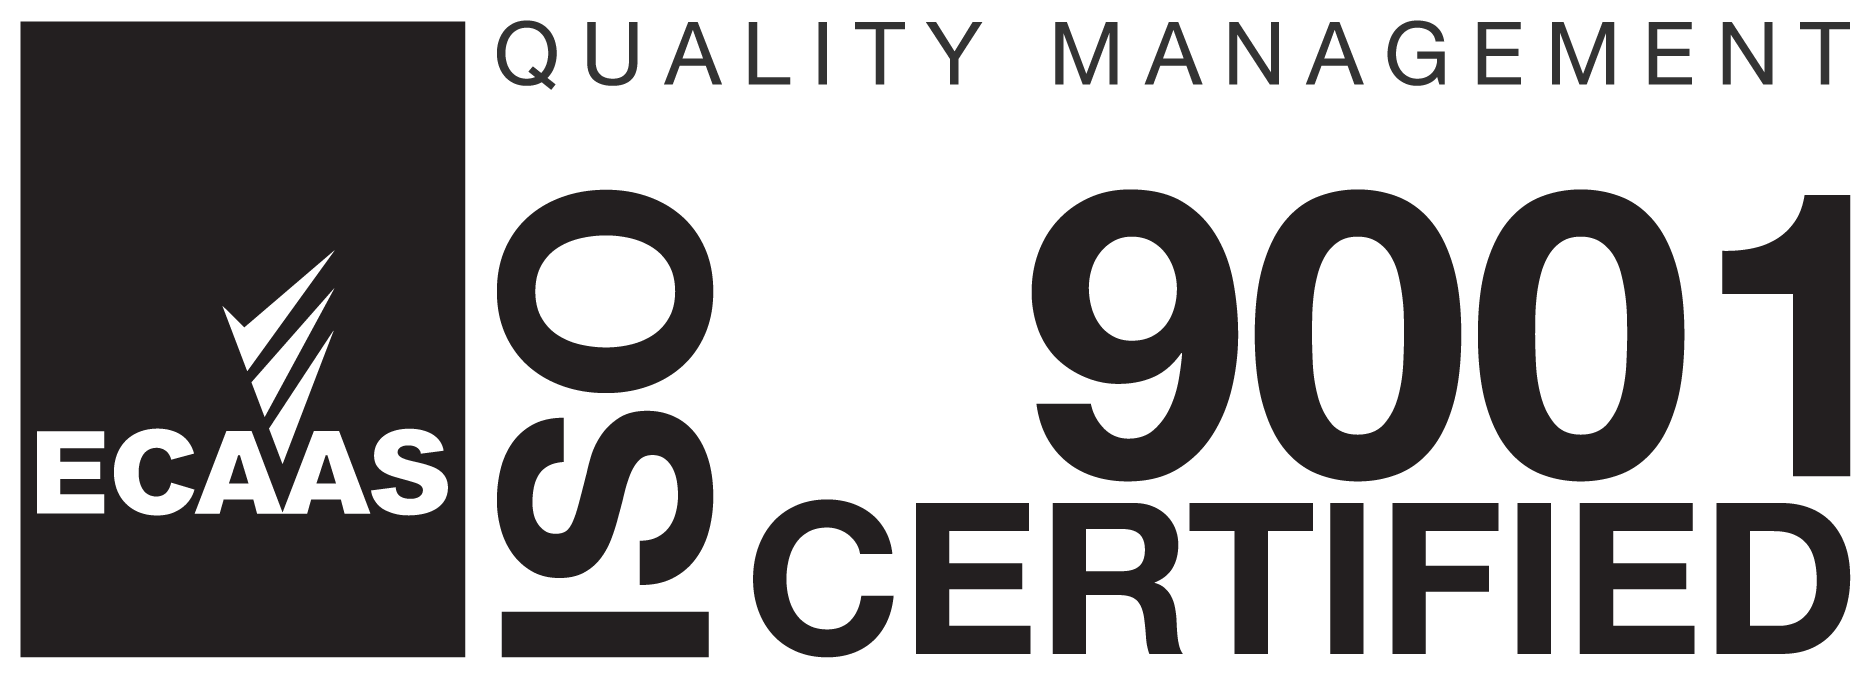 QUALITY MANAGEMENT
ECAAS
ISO
9001
CERTIFIED